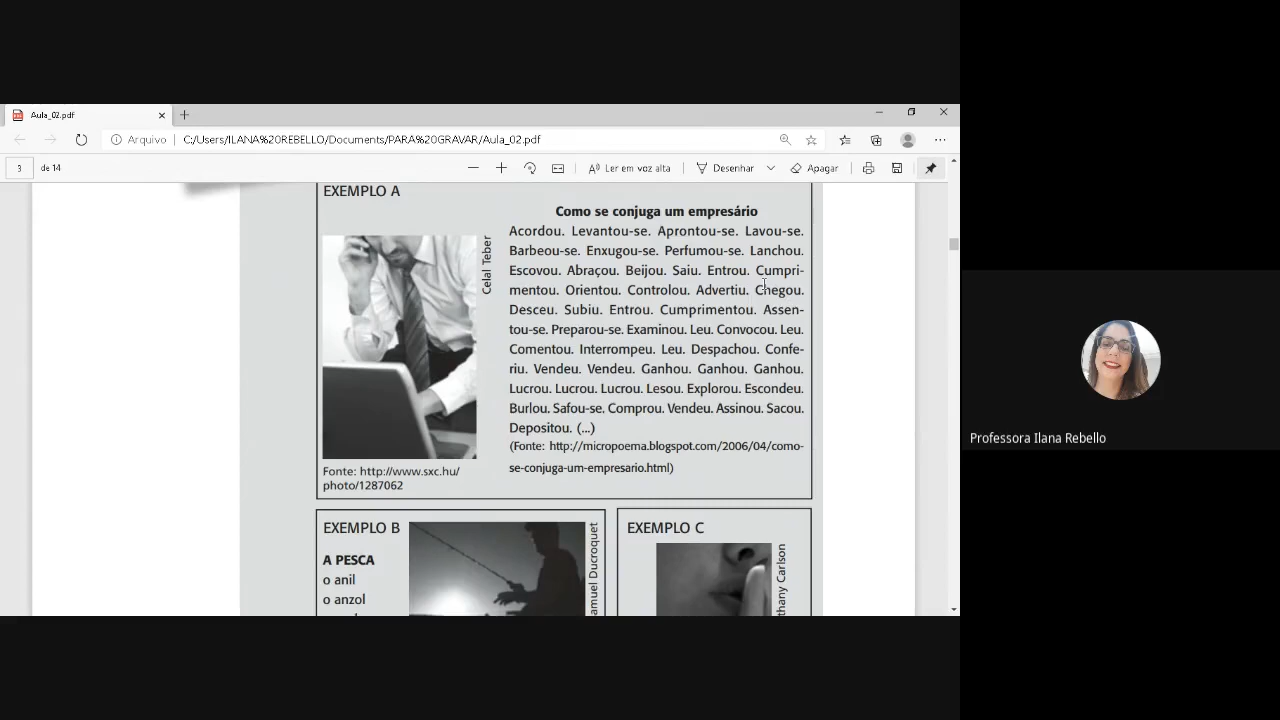 Aula_02.pdf
Arquivo
C:/Users/ILANA%20REBELLO/Documents/PARA%20GRAVAR/Aula_02.pdf
3
de 14
Ler em voz alta
Desenhar
Apagar
EXEMPLO A
Como se conjuga um empresário
Acordou. Levantou-se. Aprontou-se. Lavou-se.
Barbeou-se. Enxugou-se. Perfumou-se. Lanchou.
Escovou. Abraçou. Beijou. Saiu. Entrou. Cumpri-
mentou. Orientou. Controlou. Advertiu. Chegou.
Desceu. Subiu. Entrou. Cumprimentou. Assen-
tou-se. Preparou-se. Examinou. Leu. Convocou. Leu.
Comentou. Interrompeu. Leu. Despachou. Confe-
riu. Vendeu. Vendeu. Ganhou. Ganhou. Ganhou.
Lucrou. Lucrou. Lucrou. Lesou. Explorou. Escondeu.
Burlou. Safou-se. Comprou. Vendeu. Assinou. Sacou.
Depositou. (...)
(Fonte: http://micropoema.blogspot.com/2006/04/como-
se-conjuga-um-empresario.html)
Celal Teber
Fonte: http://www.sxc.hu/
photo/1287062
EXEMPLO B
A PESCA
o anil
o anzol
amuel Ducroquet
EXEMPLO C
thany Carlson
Professora Ilana Rebello